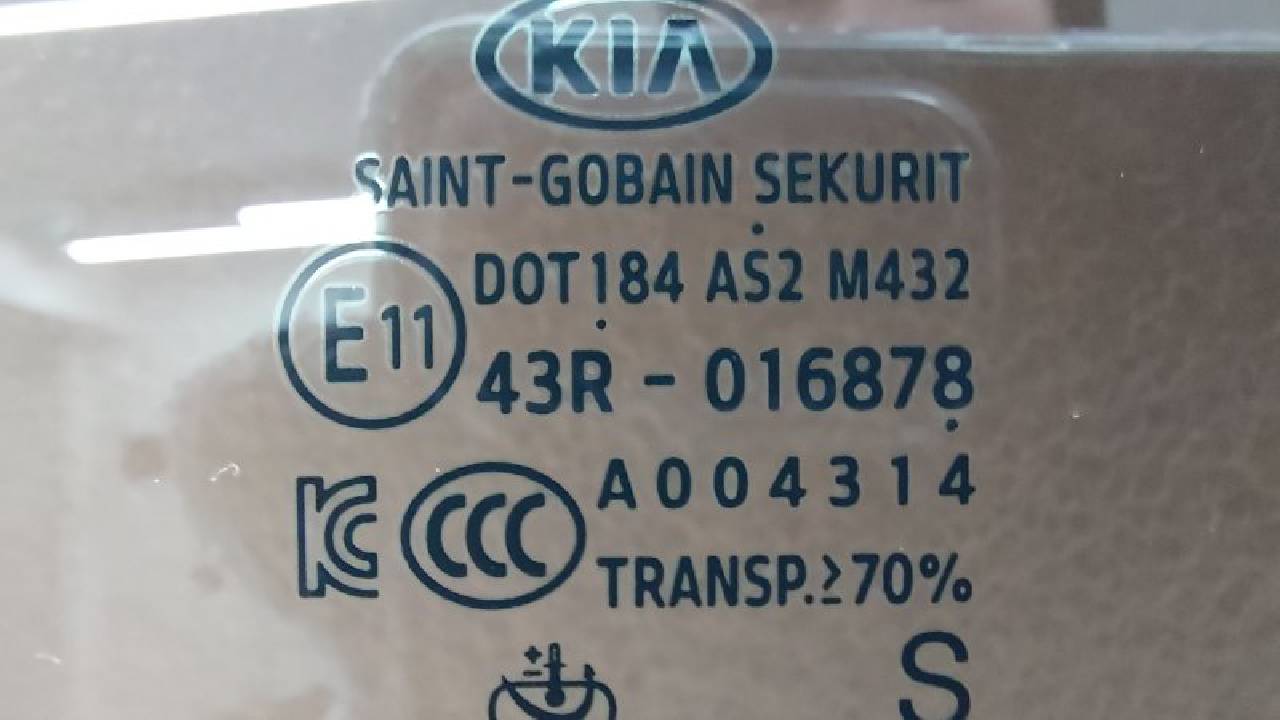 KIA
SAINT-GOBAIN SEKURIT
E11 DOT184 AS2 M432
43R - 016878
KC CCC A004314
TRANSP.≥70%
S